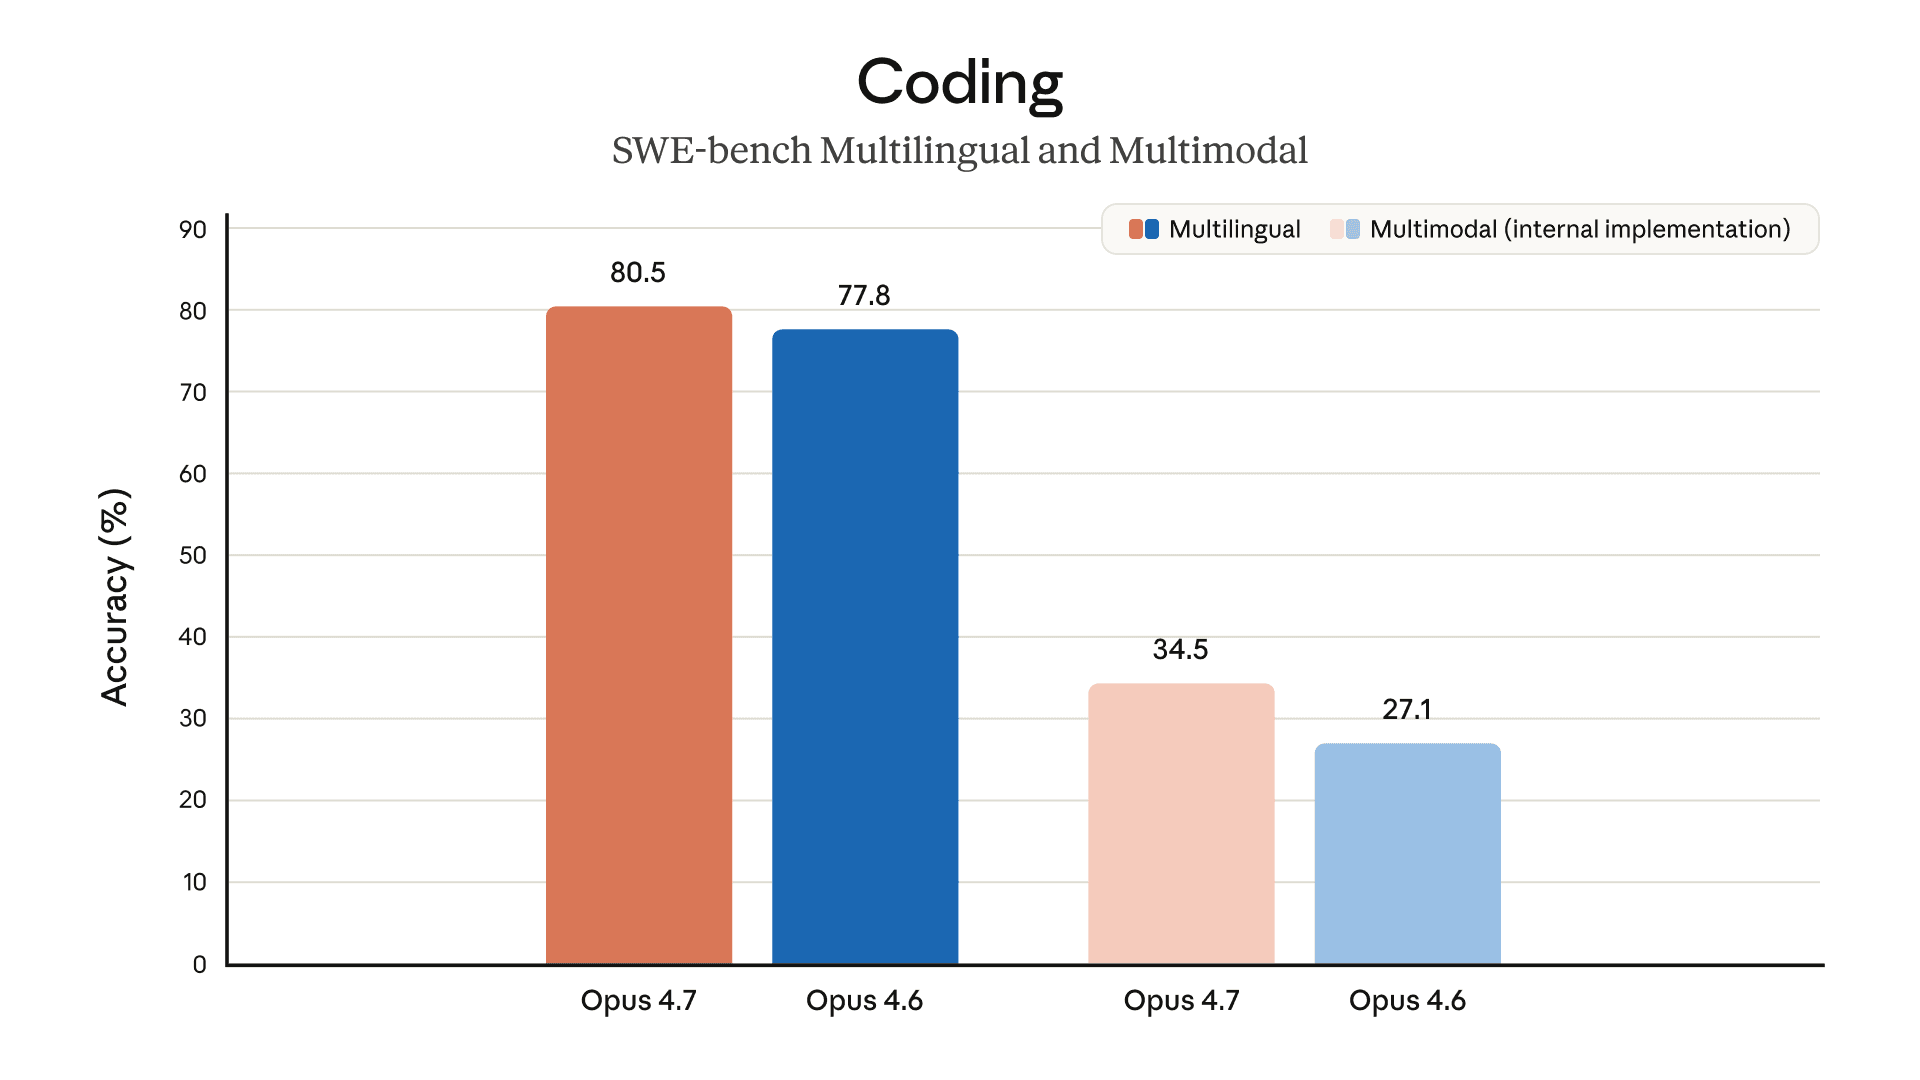 Coding
SWE-bench Multilingual and Multimodal
Multilingual
Multimodal (internal implementation)
Accuracy (%)
90
80
70
60
50
40
30
20
10
0
80.5
77.8
34.5
27.1
Opus 4.7
Opus 4.6
Opus 4.7
Opus 4.6